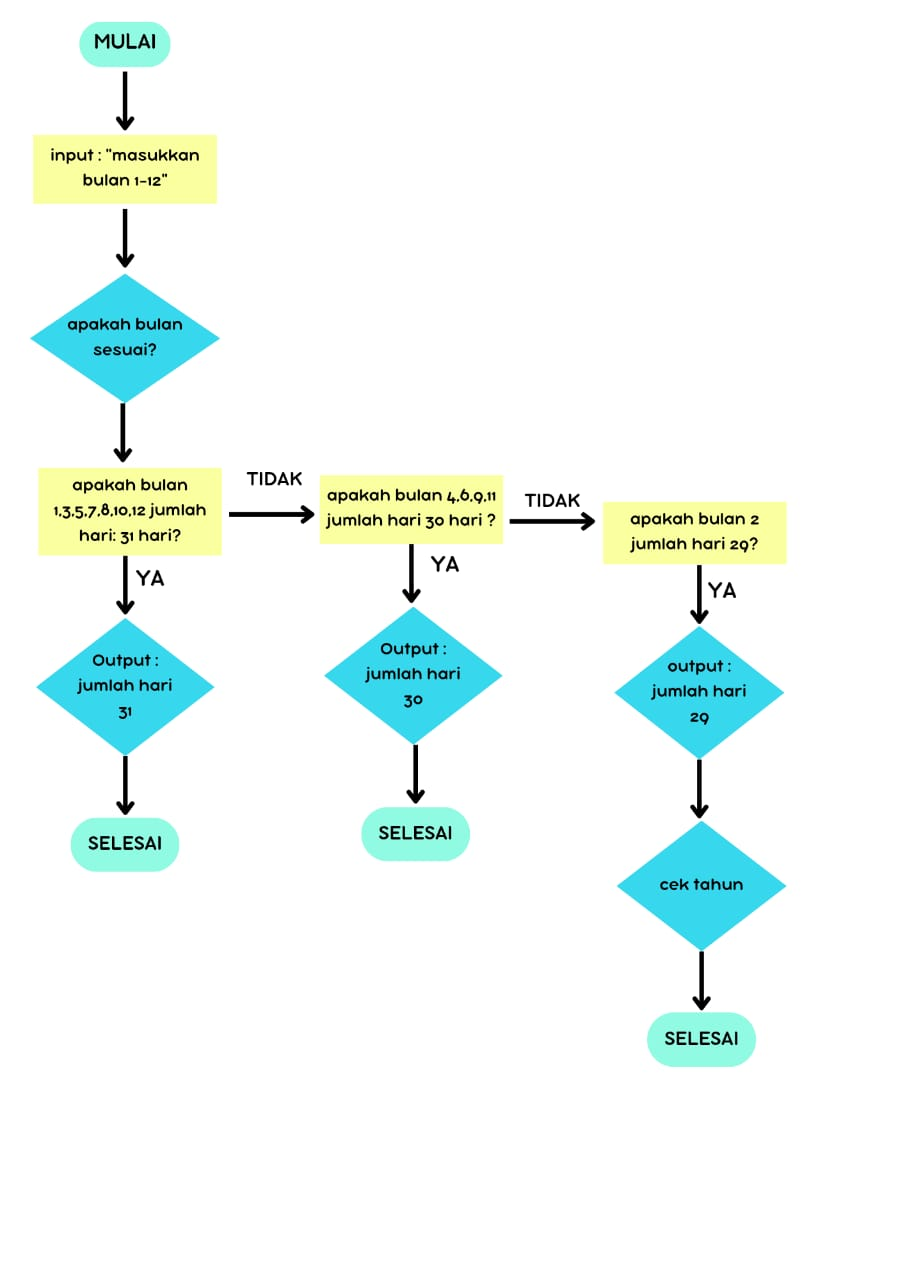 MULAI
input : "masukkan
bulan 1-12"
apakah bulan
sesuai?
apakah bulan
1,3,5,7,8,10,12 jumlah
hari: 31 hari?
TIDAK
apakah bulan 4,6,9,11
jumlah hari 30 hari ?
TIDAK
apakah bulan 2
jumlah hari 29?
YA
YA
YA
Output :
jumlah hari
31
Output :
jumlah hari
30
output :
jumlah hari
29
SELESAI
SELESAI
cek tahun
SELESAI